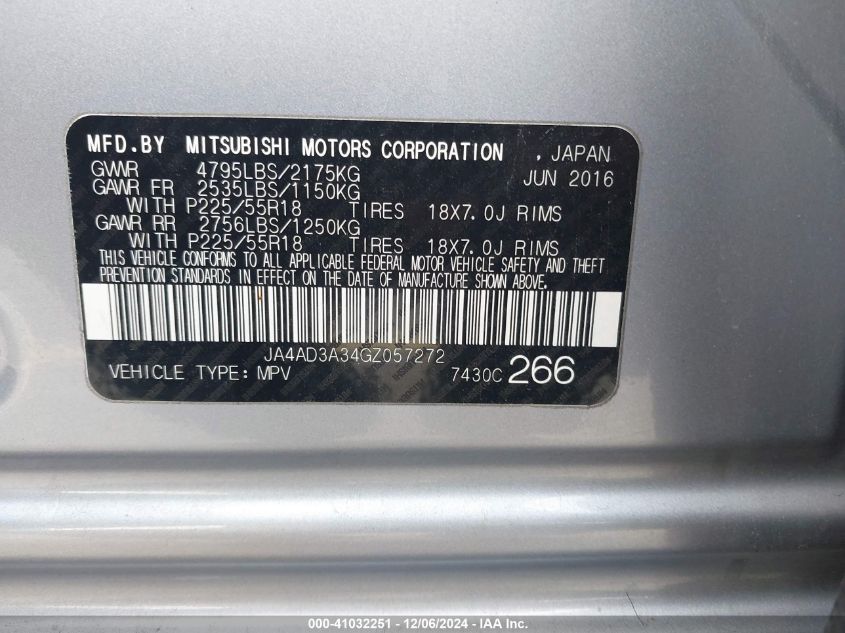 MFD.BY MITSUBISHI MOTORS CORPORATION , JAPAN
GVWR 4795LBS/2175KG JUN 2016
GAWR FR 2535LBS/1150KG
WITH P225/55R18 TIRES 18X7.0J RIMS
GAWR RR 2756LBS/1250KG
WITH P225/55R18 TIRES 18X7.0J RIMS
THIS VEHICLE CONFORMS TO ALL APPLICABLE FEDERAL MOTOR VEHICLE SAFETY AND THEFT
PREVENTION STANDARDS IN EFFECT ON THE DATE OF MANUFACTURE SHOWN ABOVE.
JA4AD3A34GZ057272
VEHICLE TYPE:MPV 7430C 266
000-41032251 - 12/06/2024 - IAA Inc.